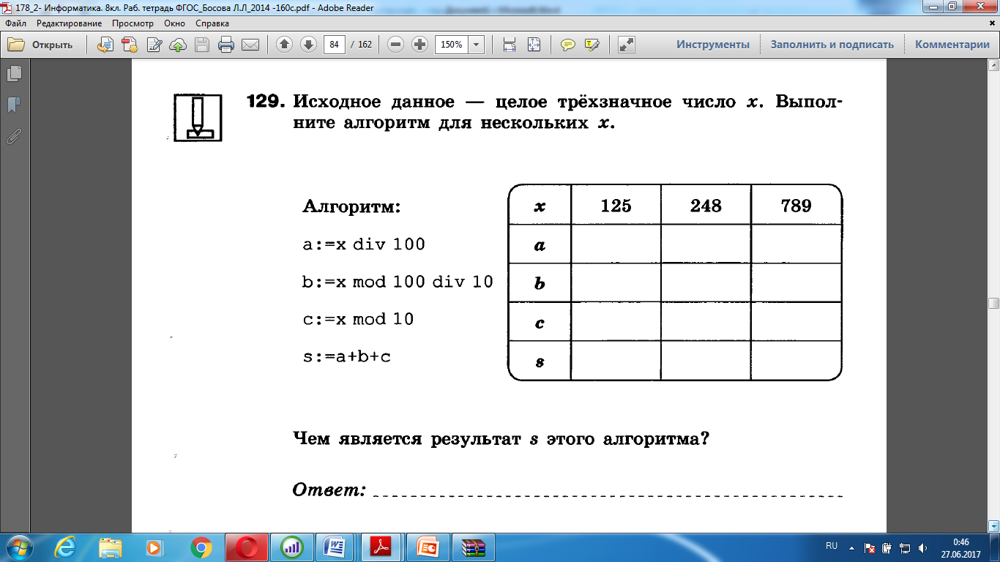 178_2- Информатика. 8кл. Раб. тетрадь ФГОС_Босова Л.Л_2014 -160с.pdf - Adobe Reader
Файл Редактирование Просмотр Окно Справка
Открыть 84 / 162 150% Инструменты Заполнить и подписать Комментарии
129. Исходное данное — целое трёхзначное число x. Выпол-
ните алгоритм для нескольких x.
Алгоритм:
a:=x div 100
b:=x mod 100 div 10
c:=x mod 10
s:=a+b+c
x 125 248 789
a
b
c
s
Чем является результат s этого алгоритма?
Ответ:
RU 0:46
27.06.2017